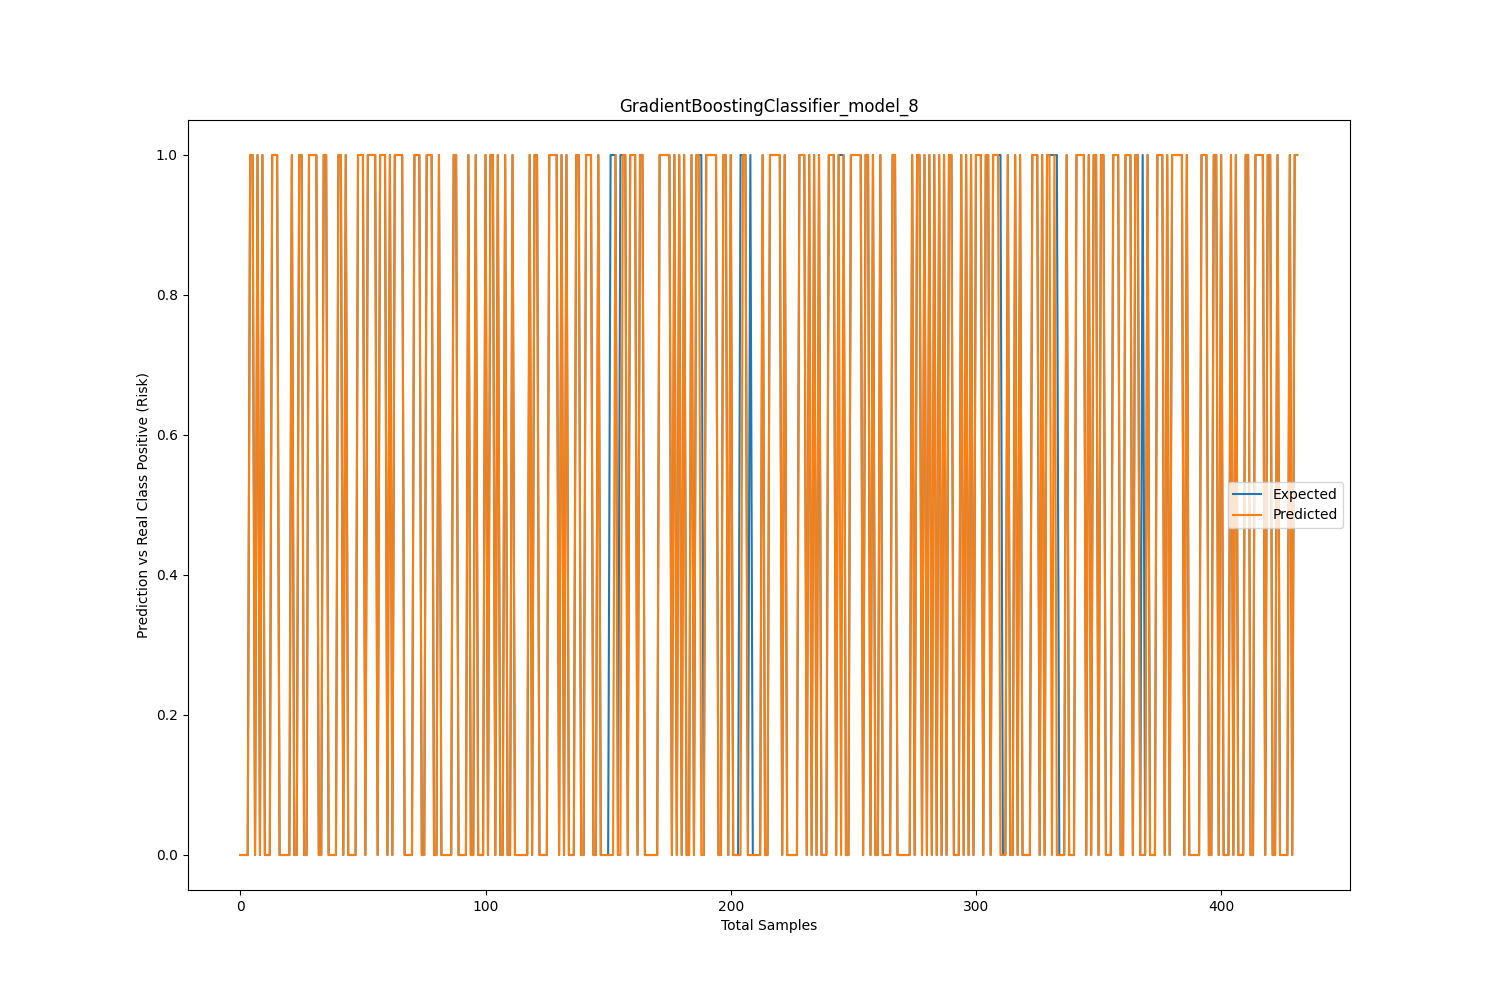 GradientBoostingClassifier_model_8
Prediction vs Real Class Positive (Risk)
1.0
0.8
0.6
0.4
0.2
0.0
Expected
Predicted
0
100
200
300
400
Total Samples